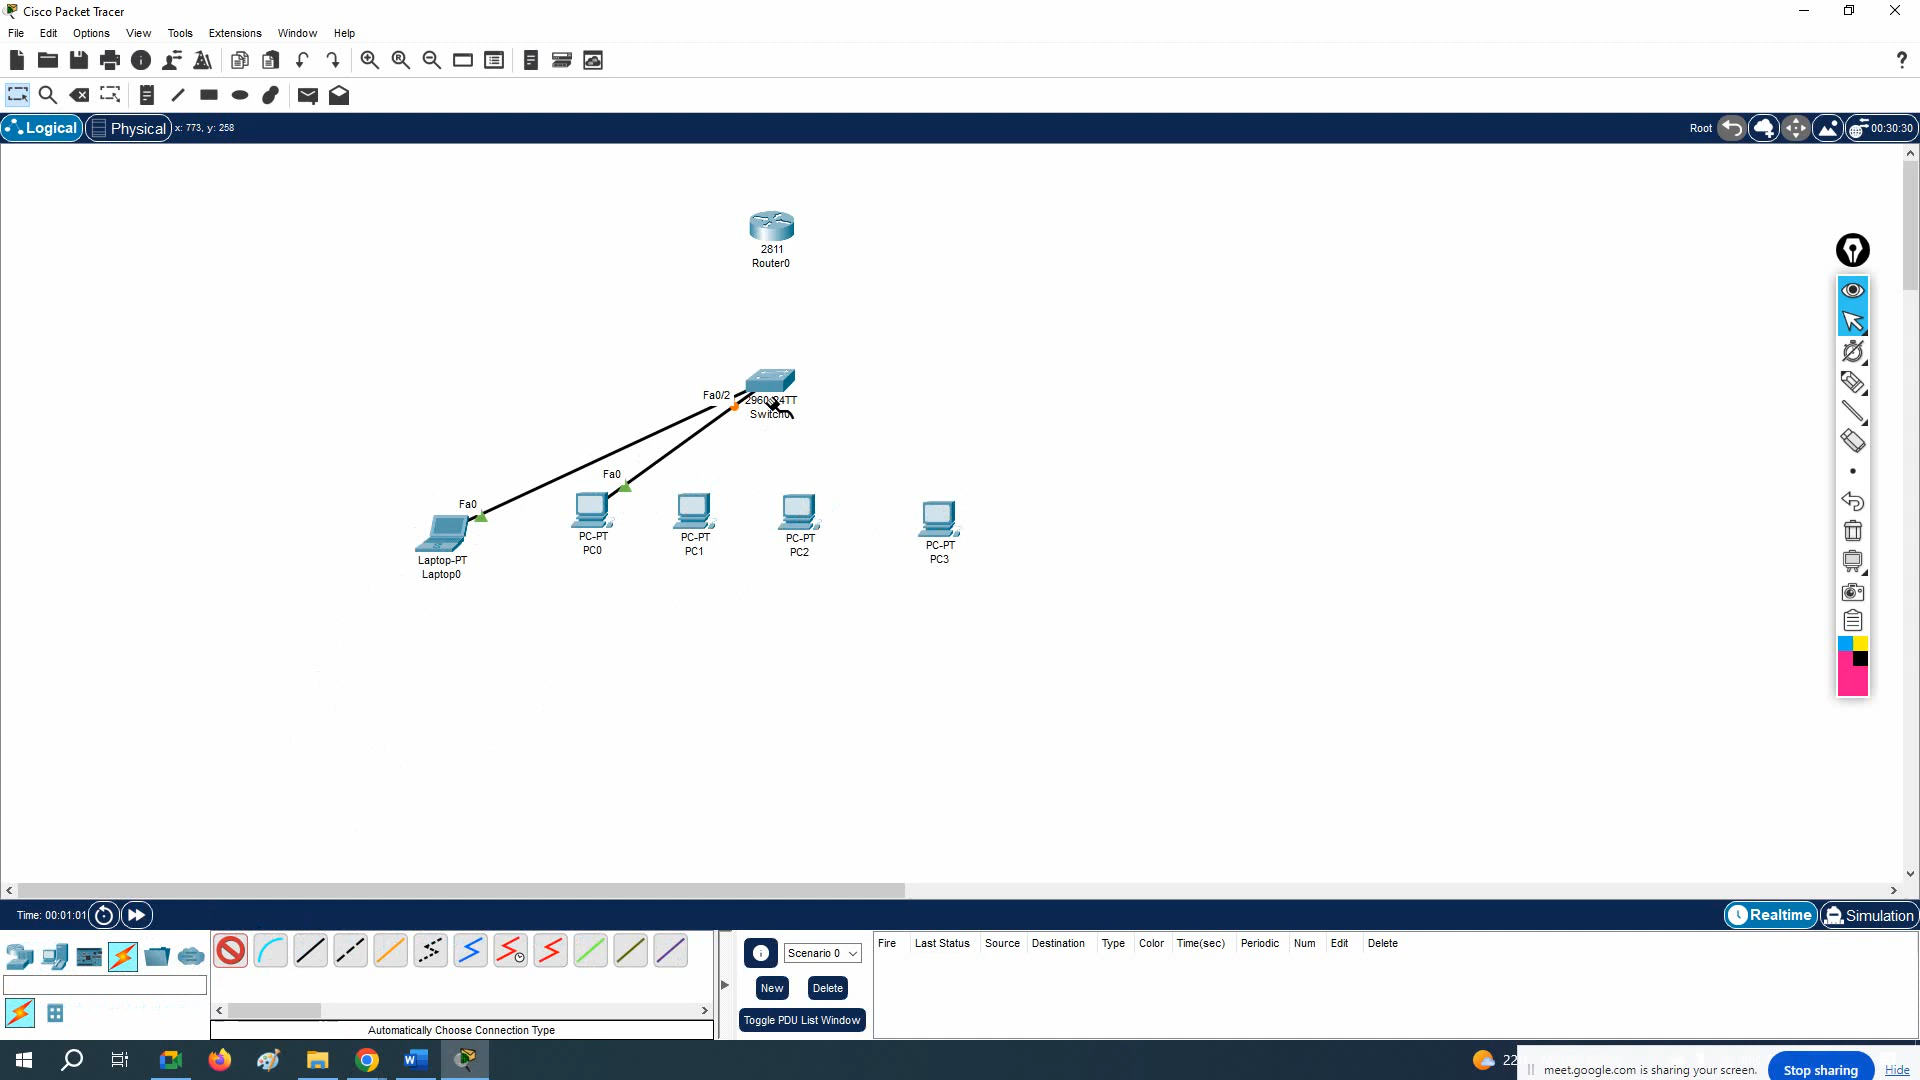 Cisco Packet Tracer
File Edit Options View Tools Extensions Window Help
Logical Physical x: 773, y: 258 Root 00:30:30
2811
Router0
Fa0/2
2960-24TT
Switch0
Fa0
Fa0
PC-PT
PC0
PC-PT
PC1
PC-PT
PC2
PC-PT
PC3
Laptop-PT
Laptop0
Time: 00:01:01 Realtime Simulation
Scenario 0
New Delete
Toggle PDU List Window
Fire Last Status Source Destination Type Color Time(sec) Periodic Num Edit Delete
Automatically Choose Connection Type
22
meet.google.com is sharing your screen. Stop sharing Hide